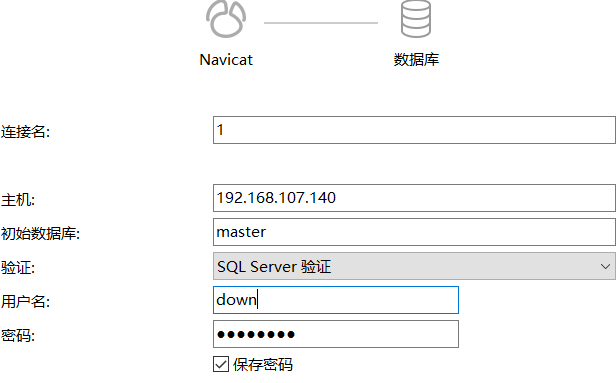 Navicat 数据库
连接名: 1
主机: 192.168.107.140
初始数据库: master
验证: SQL Server 验证
用户名: down
密码: ●●●●●●●●
保存密码